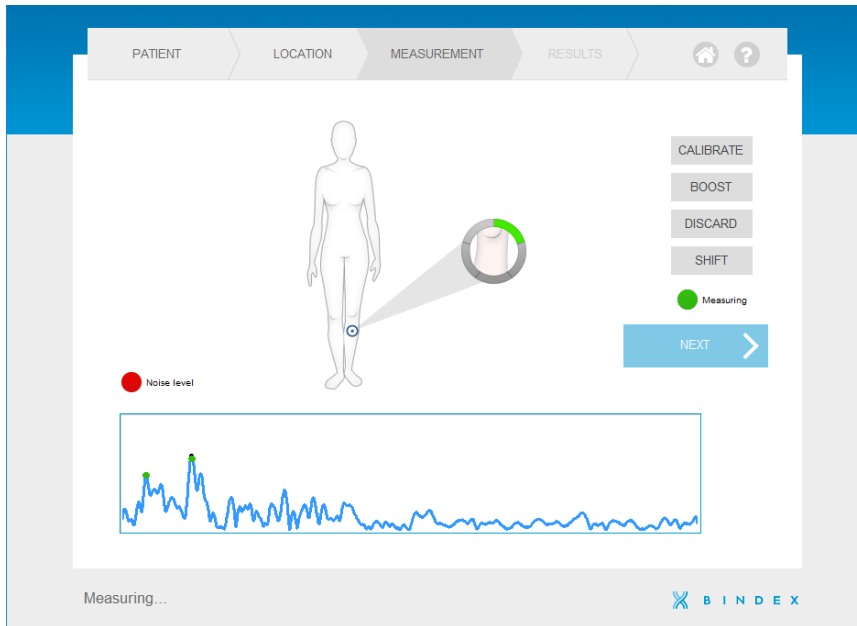 PATIENT
LOCATION
MEASUREMENT
RESULTS
?
CALIBRATE
BOOST
DISCARD
SHIFT
Measuring
NEXT
Noise level
Measuring...
BINDEX